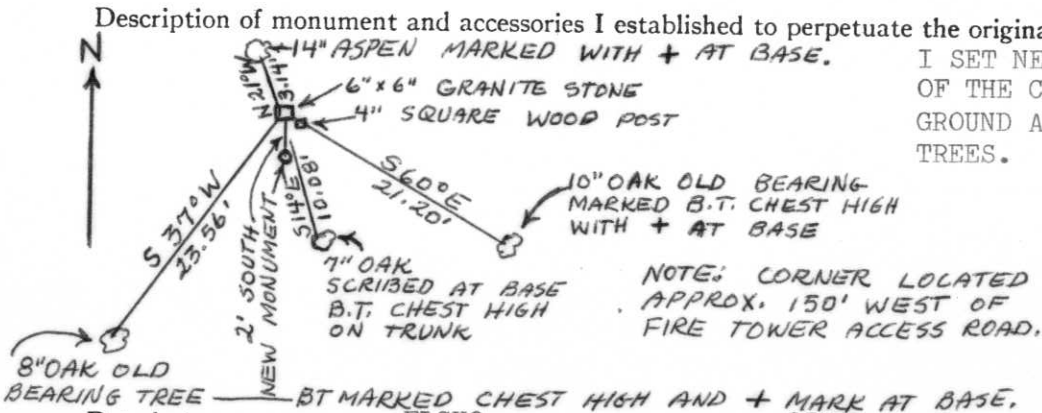 Description of monument and accessories I established to perpetuate the origina
N
14" ASPEN MARKED WITH + AT BASE.
I SET NE
OF THE C
GROUND A
TREES.
6" x 6" GRANITE STONE
4" SQUARE WOOD POST
N21°W
3.14'
S 37° W
23.56'
S14°E
10.08'
S60°E
21.20'
2' SOUTH
NEW MONUMENT
10" OAK OLD BEARING
MARKED B.T. CHEST HIGH
WITH + AT BASE
7" OAK
SCRIBED AT BASE
B.T. CHEST HIGH
ON TRUNK
NOTE: CORNER LOCATED
APPROX. 150' WEST OF
FIRE TOWER ACCESS ROAD.
8" OAK OLD
BEARING TREE — BT MARKED CHEST HIGH AND + MARK AT BASE.